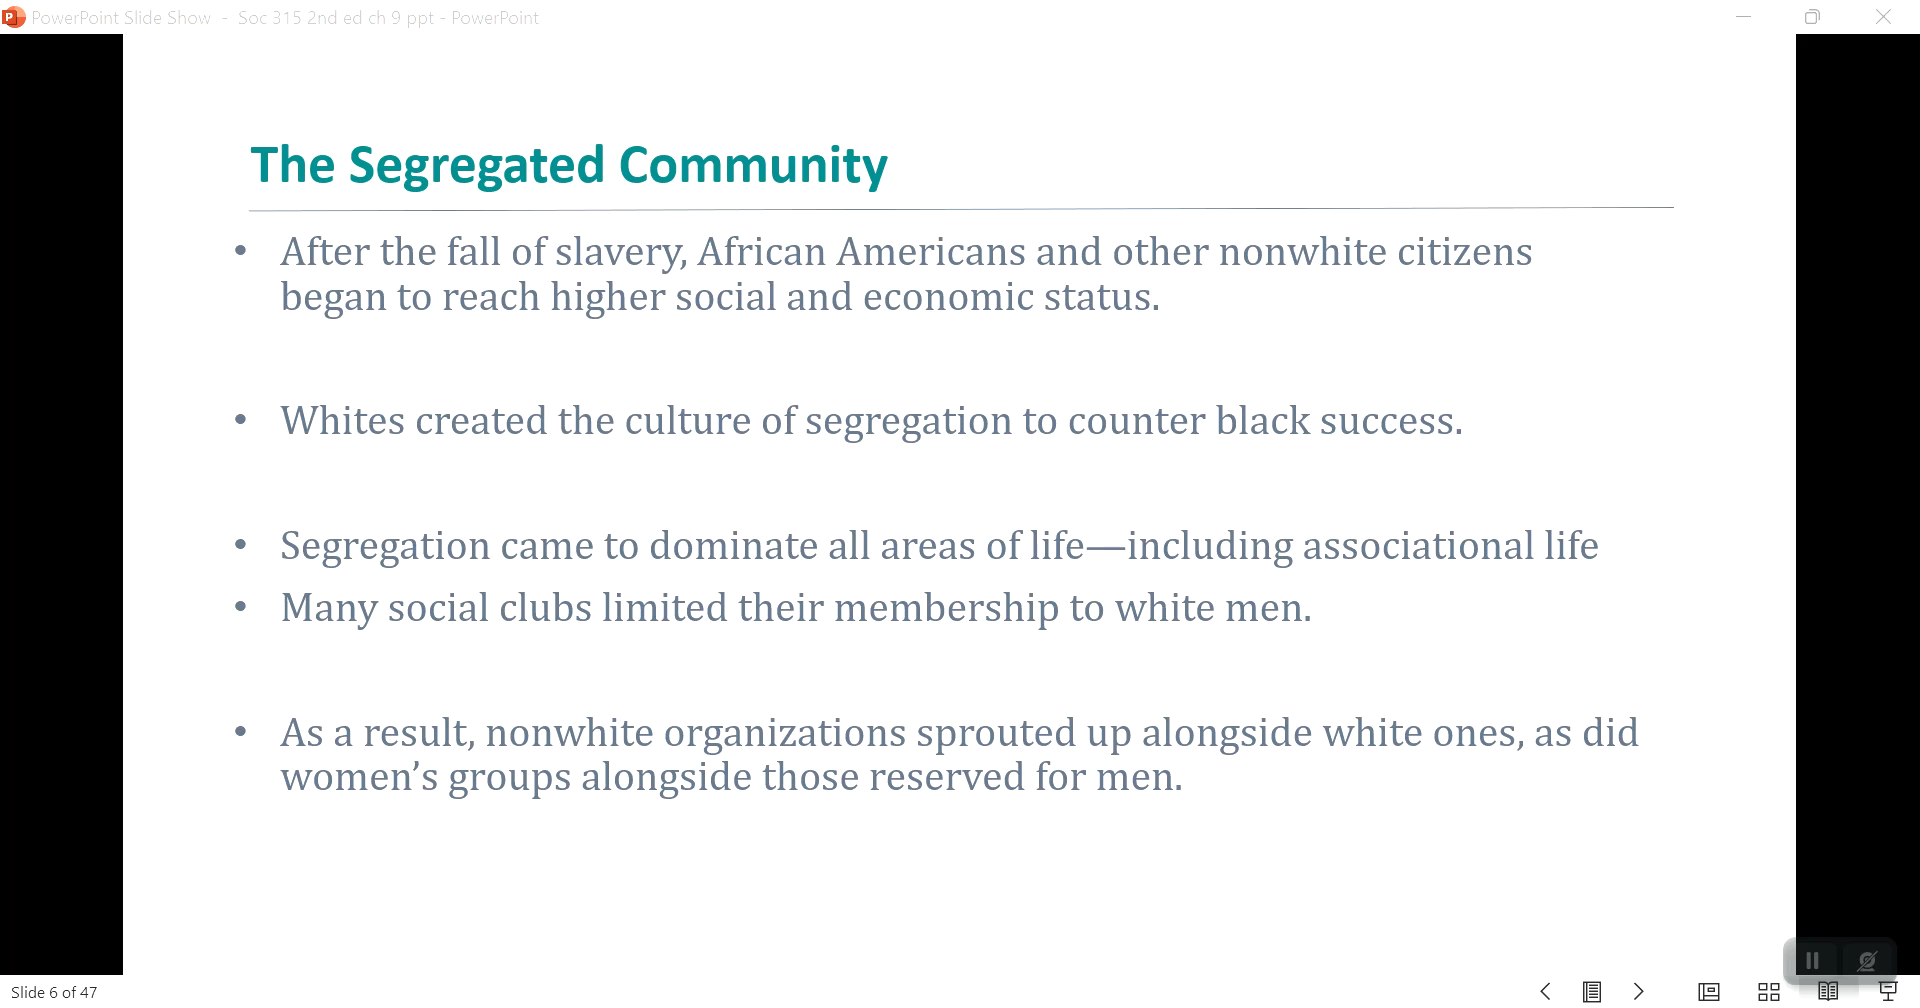 PowerPoint Slide Show - Soc 315 2nd ed ch 9 ppt - PowerPoint
The Segregated Community
• After the fall of slavery, African Americans and other nonwhite citizens
began to reach higher social and economic status.
• Whites created the culture of segregation to counter black success.
• Segregation came to dominate all areas of life—including associational life
• Many social clubs limited their membership to white men.
• As a result, nonwhite organizations sprouted up alongside white ones, as did
women’s groups alongside those reserved for men.
Slide 6 of 47